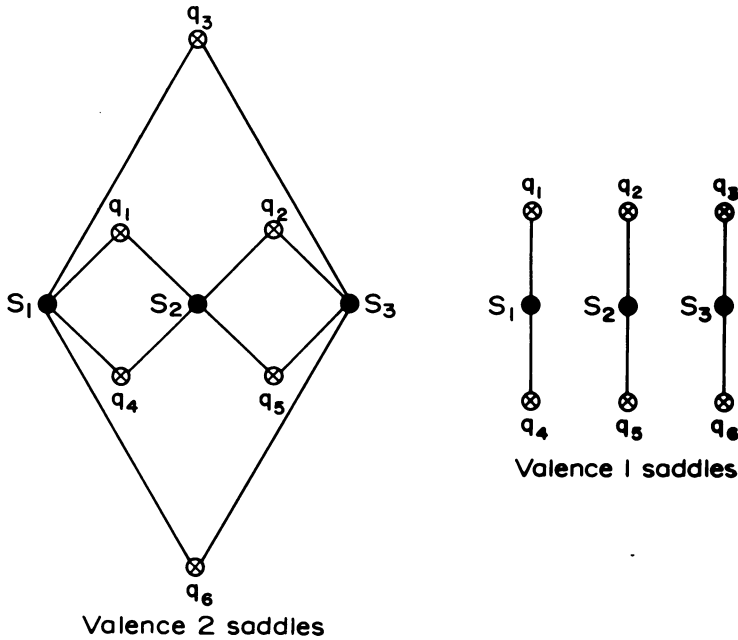 q3
q1
q2
S1
S2
S3
q4
q5
q6
Valence 2 saddles
q1
q2
q3
S1
S2
S3
q4
q5
q6
Valence 1 saddles